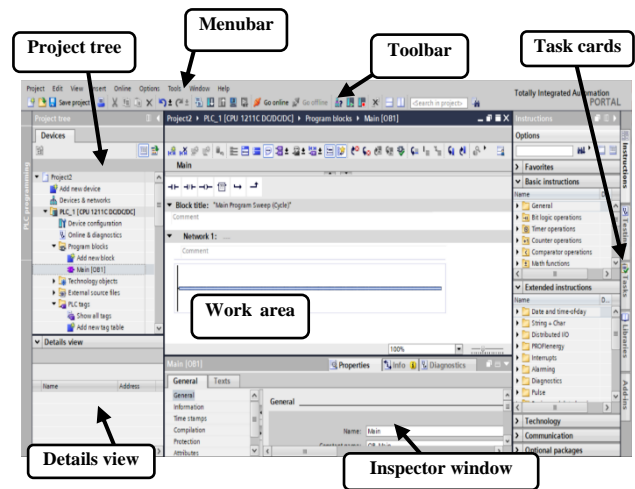 Menubar
Project tree
Toolbar
Task cards
Project Edit View Insert Online Options Tools Window Help
Totally Integrated Automation
PORTAL
Save project
Go online
Go offline
<Search in project>
Project tree
Project2 PLC_1 [CPU 1211C DC/DC/DC] Program blocks Main [OB1]
Instructions
Devices
Options
Main
Favorites
Basic instructions
Name
General
Bit logic operations
Timer operations
Counter operations
Comparator operations
Math functions
Extended instructions
Name D...
Date and time-of-day
String + Char
Distributed I/O
PROFIenergy
Interrupts
Alarming
Diagnostics
Pulse
Technology
Communication
Optional packages
Instructions
Testing
Tasks
Libraries
Add-ins
PLC programming
Project2
Add new device
Devices & networks
PLC_1 [CPU 1211C DC/DC/DC]
Device configuration
Online & diagnostics
Program blocks
Add new block
Main [OB1]
Technology objects
External source files
PLC tags
Show all tags
Add new tag table
Block title: "Main Program Sweep (Cycle)"
Comment
Network 1: ...
Comment
Work area
100%
Details view
Name Address
Main [OB1]
Properties Info Diagnostics
General Texts
General
Information
Time stamps
Compilation
Protection
Attributes
General
Name: Main
Details view
Inspector window